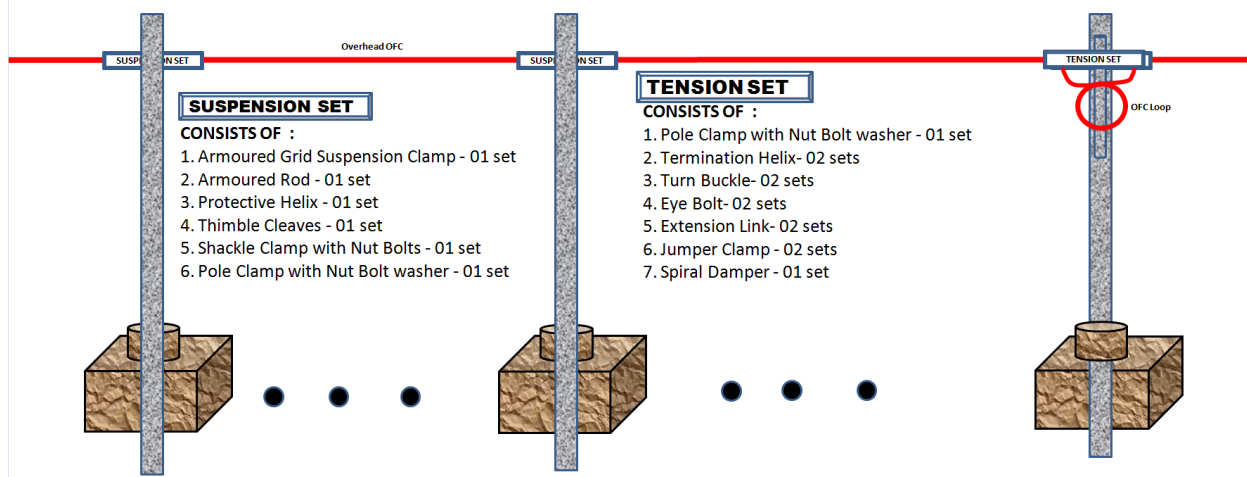 Overhead OFC
SUSPENSION SET
SUSPENSION SET
TENSION SET
OFC Loop
SUSPENSION SET
CONSISTS OF :
1. Armoured Grid Suspension Clamp - 01 set
2. Armoured Rod - 01 set
3. Protective Helix - 01 set
4. Thimble Cleaves - 01 set
5. Shackle Clamp with Nut Bolts - 01 set
6. Pole Clamp with Nut Bolt washer - 01 set
TENSION SET
CONSISTS OF :
1. Pole Clamp with Nut Bolt washer - 01 set
2. Termination Helix- 02 sets
3. Turn Buckle- 02 sets
4. Eye Bolt- 02 sets
5. Extension Link- 02 sets
6. Jumper Clamp - 02 sets
7. Spiral Damper - 01 set